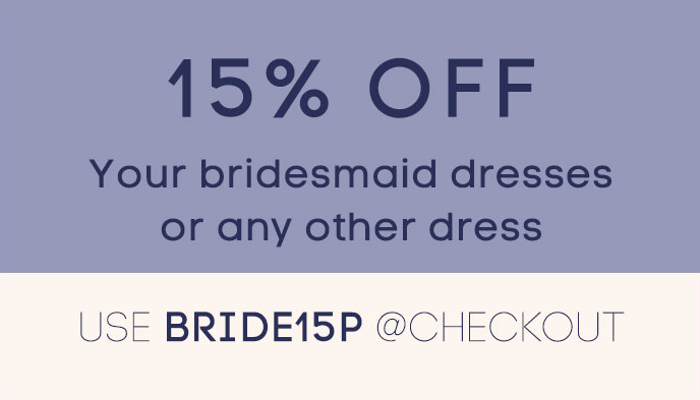 15% OFF
Your bridesmaid dresses
or any other dress
USE BRIDE15P @CHECKOUT